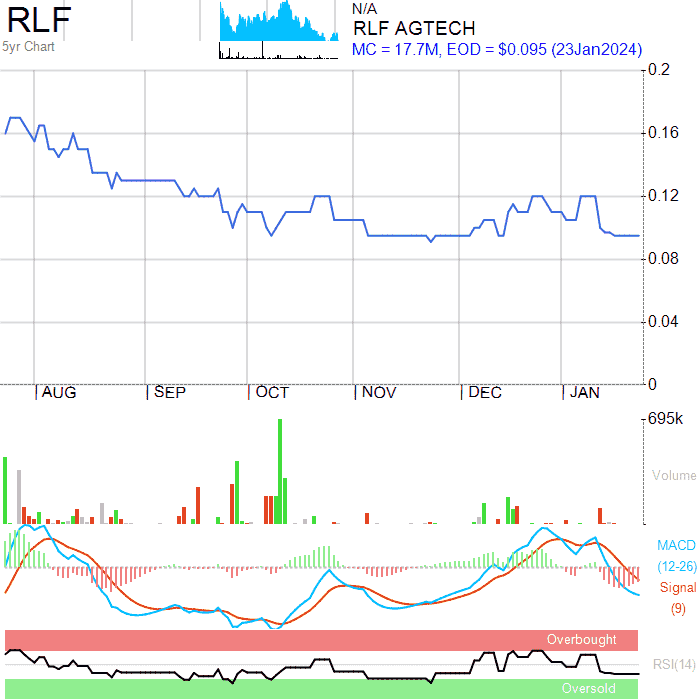 RLF
5yr Chart
N/A
RLF AGTECH
MC = 17.7M, EOD = $0.095 (23Jan2024)
0.2
0.16
0.12
0.08
0.04
0
AUG SEP OCT NOV DEC JAN
695k
Volume
MACD
(12-26)
Signal
(9)
Overbought
RSI(14)
Oversold